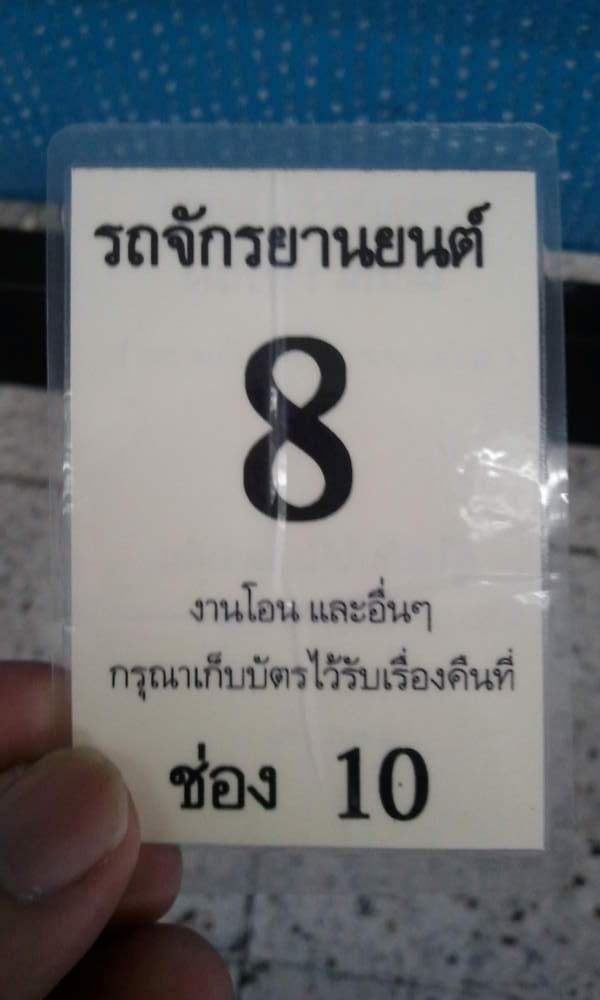 รถจักรยานยนต์
8
งานโอน และอื่นๆ
กรุณาเก็บบัตรไว้รับเรื่องคืนที่
ช่อง 10